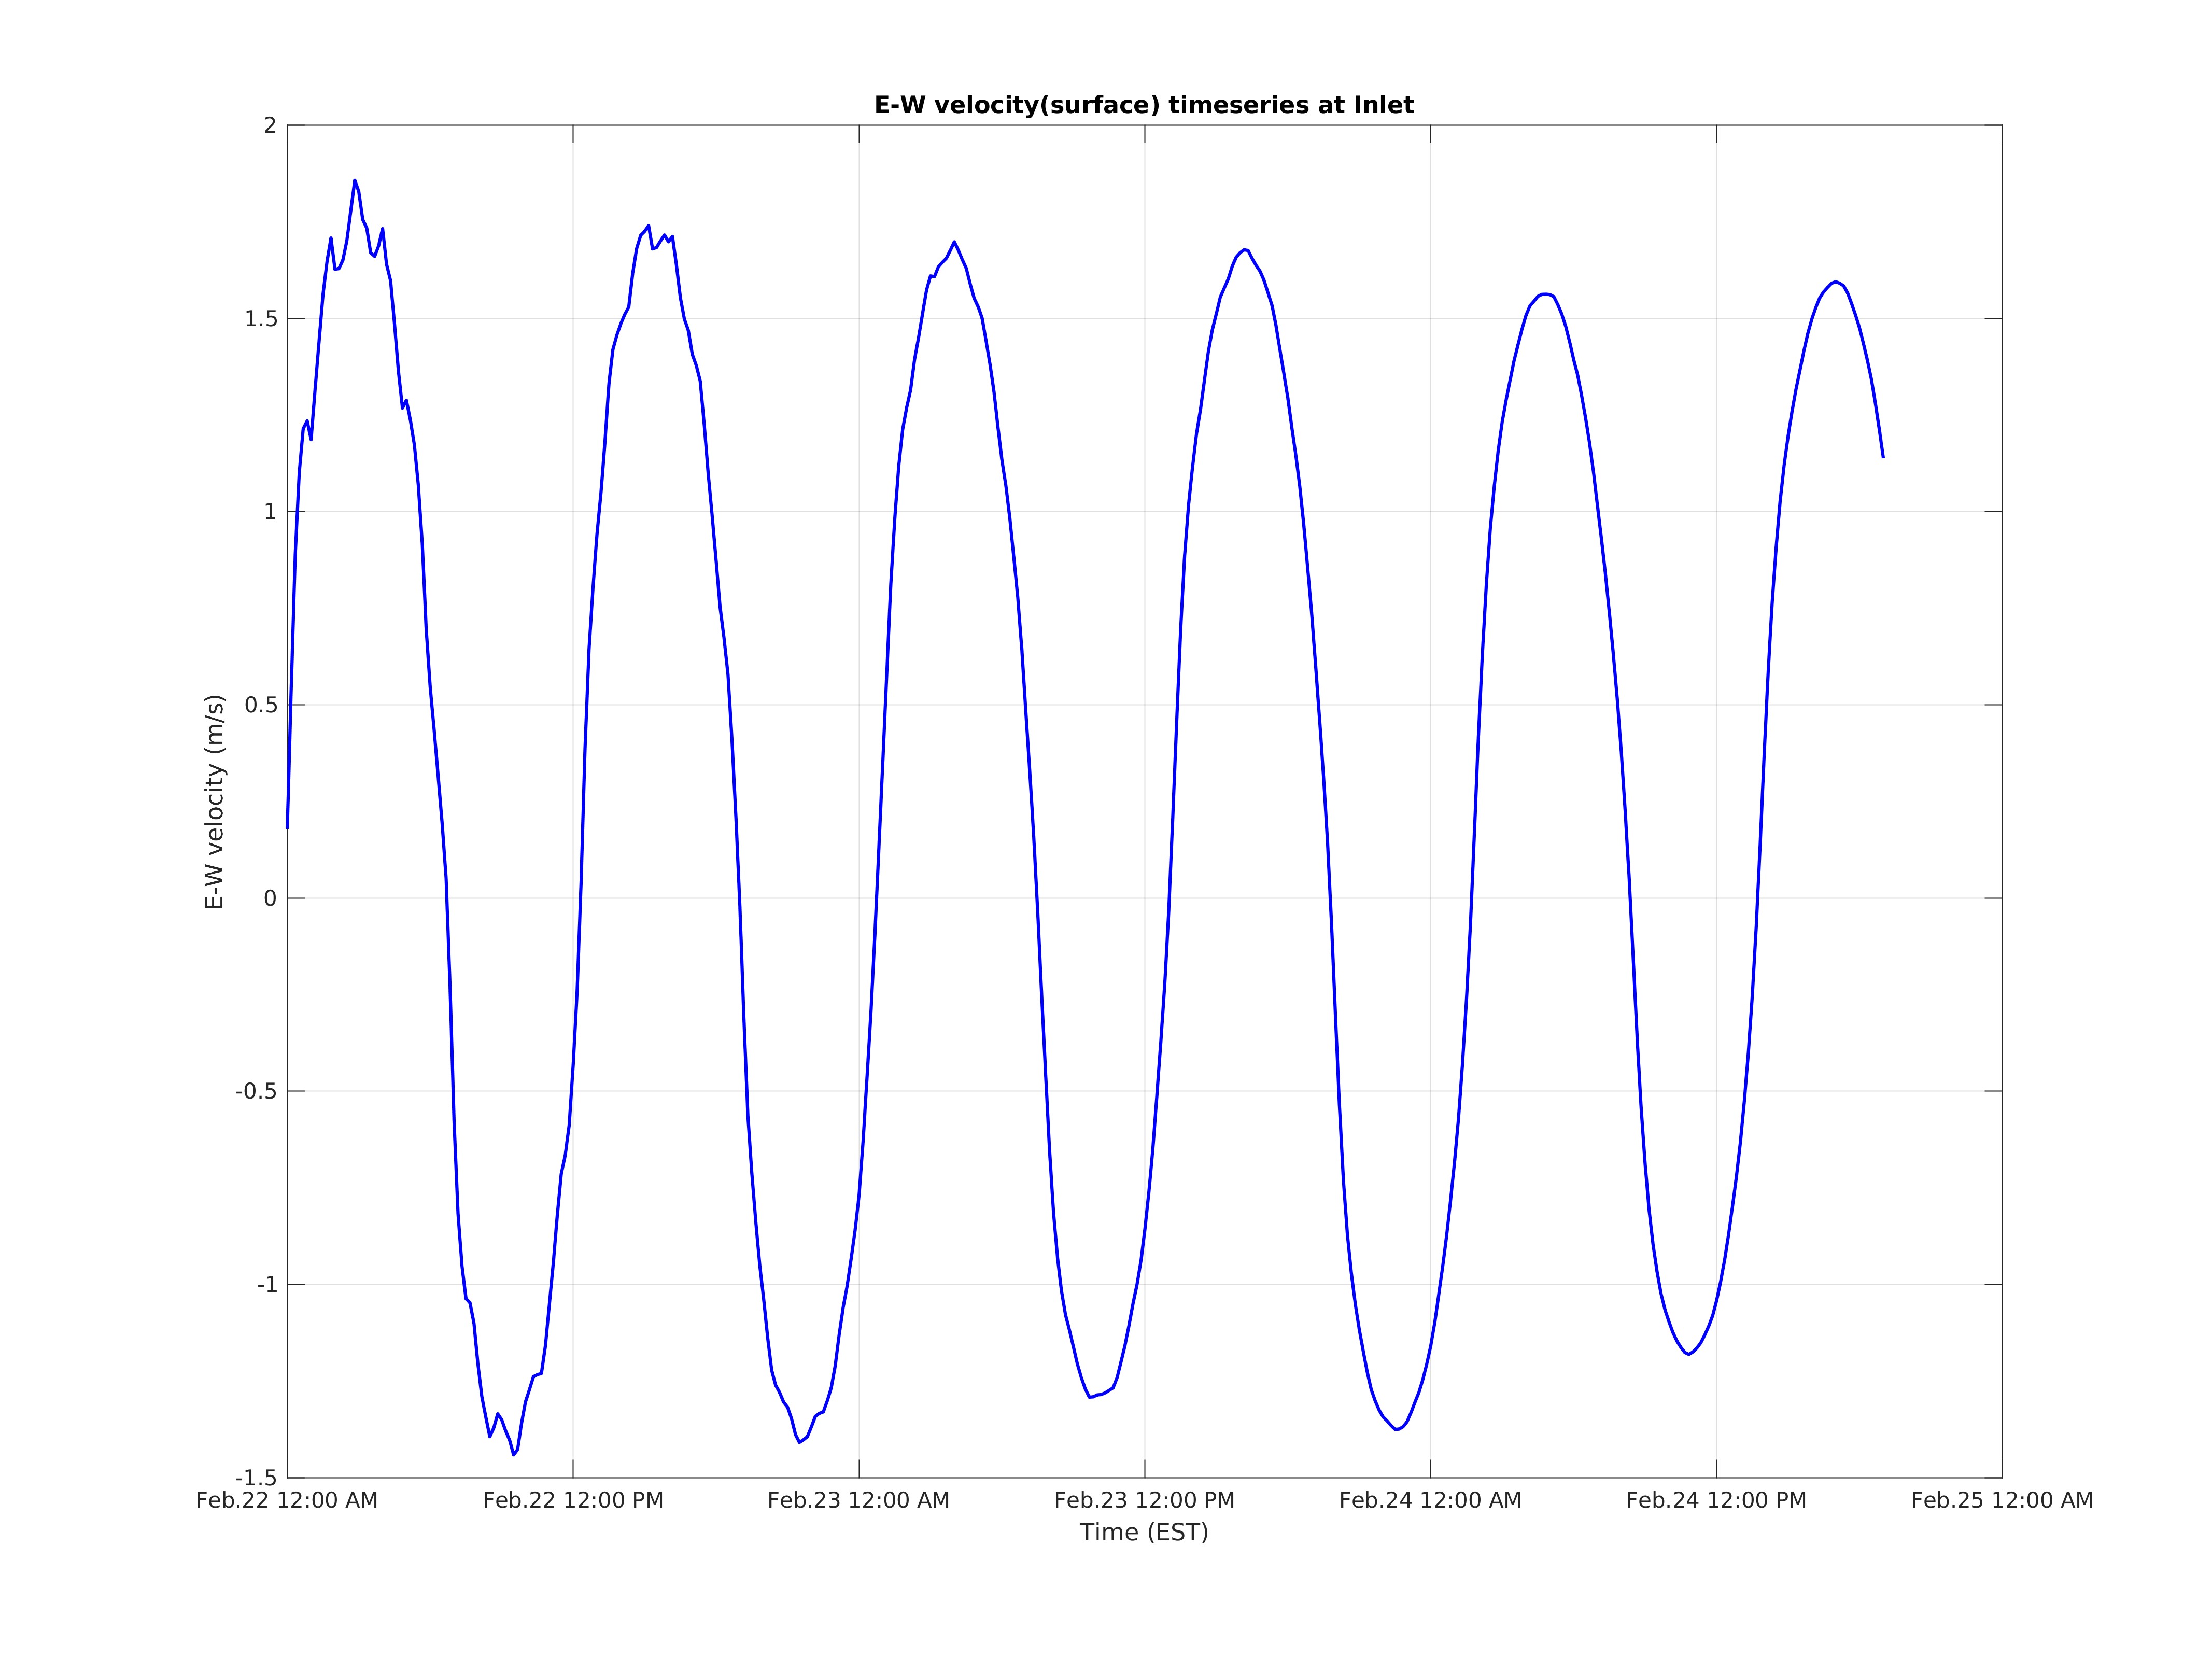 E-W velocity(surface) timeseries at Inlet
2
1.5
1
0.5
0
-0.5
-1
-1.5
E-W velocity (m/s)
Feb.22 12:00 AM Feb.22 12:00 PM Feb.23 12:00 AM Feb.23 12:00 PM Feb.24 12:00 AM Feb.24 12:00 PM Feb.25 12:00 AM
Time (EST)